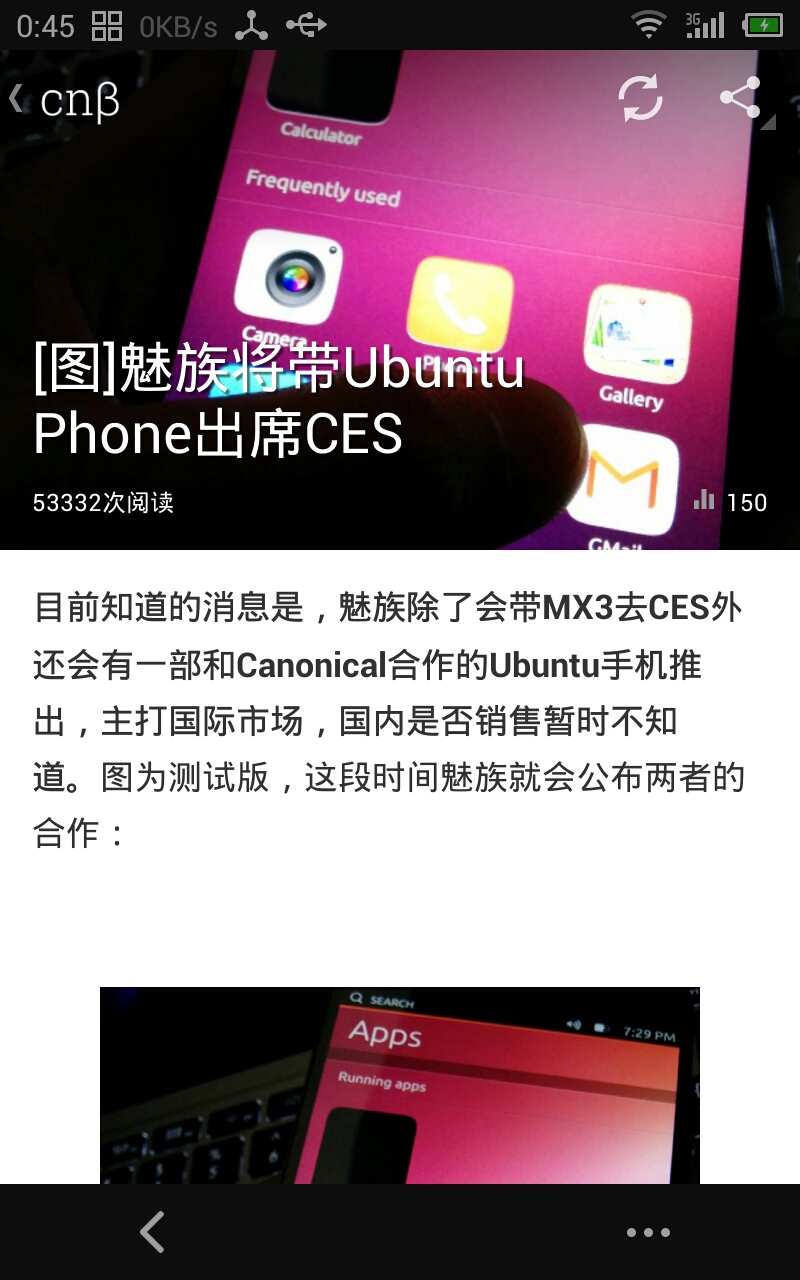 0:45 0KB/s 3G
cnβ
Calculator
Frequently used
Camera
Phone
Gallery
GMail
[图]魅族将带Ubuntu
Phone出席CES
53332次阅读
150
目前知道的消息是，魅族除了会带MX3去CES外
还会有一部和Canonical合作的Ubuntu手机推
出，主打国际市场，国内是否销售暂时不知
道。图为测试版，这段时间魅族就会公布两者的
合作：
SEARCH
7:29 PM
Apps
Running apps